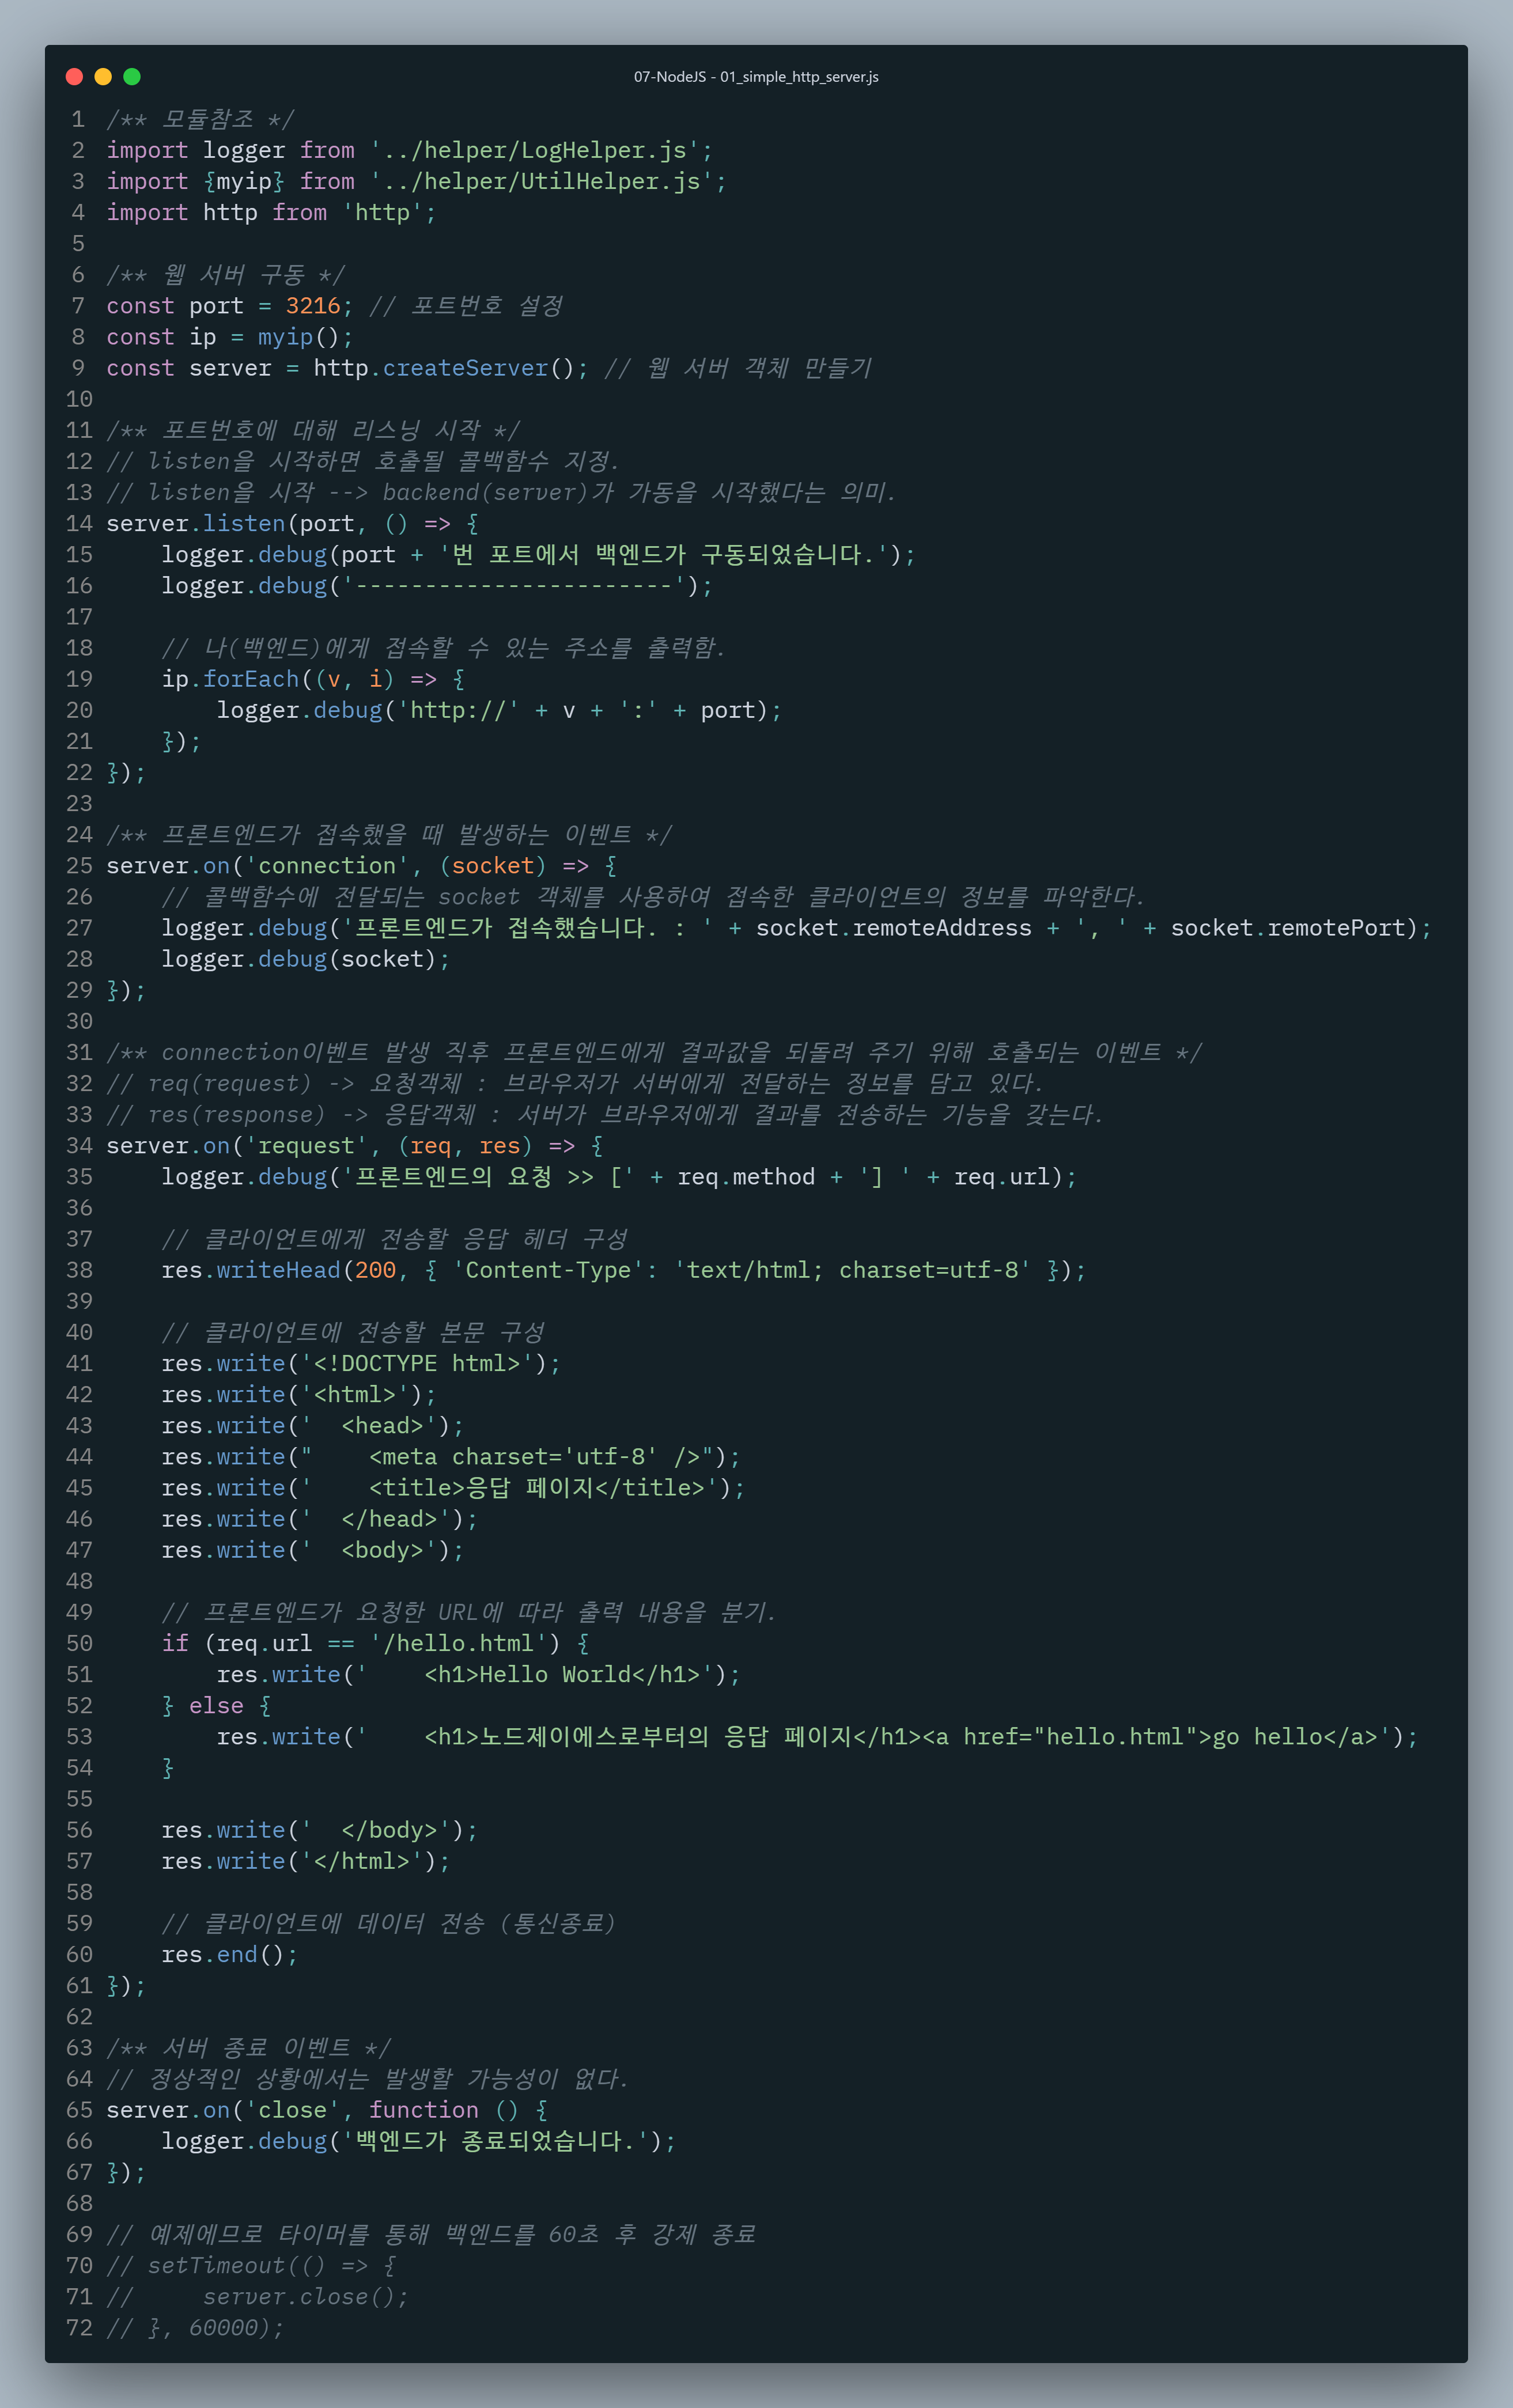 07-NodeJS - 01_simple_http_server.js
1 /** 모듈참조 */
2 import logger from '../helper/LogHelper.js';
3 import {myip} from '../helper/UtilHelper.js';
4 import http from 'http';
5
6 /** 웹 서버 구동 */
7 const port = 3216; // 포트번호 설정
8 const ip = myip();
9 const server = http.createServer(); // 웹 서버 객체 만들기
10
11 /** 포트번호에 대해 리스닝 시작 */
12 // listen을 시작하면 호출될 콜백함수 지정.
13 // listen을 시작 --> backend(server)가 가동을 시작했다는 의미.
14 server.listen(port, () => {
15     logger.debug(port + '번 포트에서 백엔드가 구동되었습니다.');
16     logger.debug('-----------------------');
17
18     // 나(백엔드)에게 접속할 수 있는 주소를 출력함.
19     ip.forEach((v, i) => {
20         logger.debug('http://' + v + ':' + port);
21     });
22 });
23
24 /** 프론트엔드가 접속했을 때 발생하는 이벤트 */
25 server.on('connection', (socket) => {
26     // 콜백함수에 전달되는 socket 객체를 사용하여 접속한 클라이언트의 정보를 파악한다.
27     logger.debug('프론트엔드가 접속했습니다. : ' + socket.remoteAddress + ', ' + socket.remotePort);
28     logger.debug(socket);
29 });
30
31 /** connection이벤트 발생 직후 프론트엔드에게 결과값을 되돌려 주기 위해 호출되는 이벤트 */
32 // req(request) -> 요청객체 : 브라우저가 서버에게 전달하는 정보를 담고 있다.
33 // res(response) -> 응답객체 : 서버가 브라우저에게 결과를 전송하는 기능을 갖는다.
34 server.on('request', (req, res) => {
35     logger.debug('프론트엔드의 요청 >> [' + req.method + '] ' + req.url);
36
37     // 클라이언트에게 전송할 응답 헤더 구성
38     res.writeHead(200, { 'Content-Type': 'text/html; charset=utf-8' });
39
40     // 클라이언트에 전송할 본문 구성
41     res.write('<!DOCTYPE html>');
42     res.write('<html>');
43     res.write('  <head>');
44     res.write("    <meta charset='utf-8' />");
45     res.write('    <title>응답 페이지</title>');
46     res.write('  </head>');
47     res.write('  <body>');
48
49     // 프론트엔드가 요청한 URL에 따라 출력 내용을 분기.
50     if (req.url == '/hello.html') {
51         res.write('    <h1>Hello World</h1>');
52     } else {
53         res.write('    <h1>노드제이에스로부터의 응답 페이지</h1><a href="hello.html">go hello</a>');
54     }
55
56     res.write('  </body>');
57     res.write('</html>');
58
59     // 클라이언트에 데이터 전송 (통신종료)
60     res.end();
61 });
62
63 /** 서버 종료 이벤트 */
64 // 정상적인 상황에서는 발생할 가능성이 없다.
65 server.on('close', function () {
66     logger.debug('백엔드가 종료되었습니다.');
67 });
68
69 // 예제에므로 타이머를 통해 백엔드를 60초 후 강제 종료
70 // setTimeout(() => {
71 //     server.close();
72 // }, 60000);